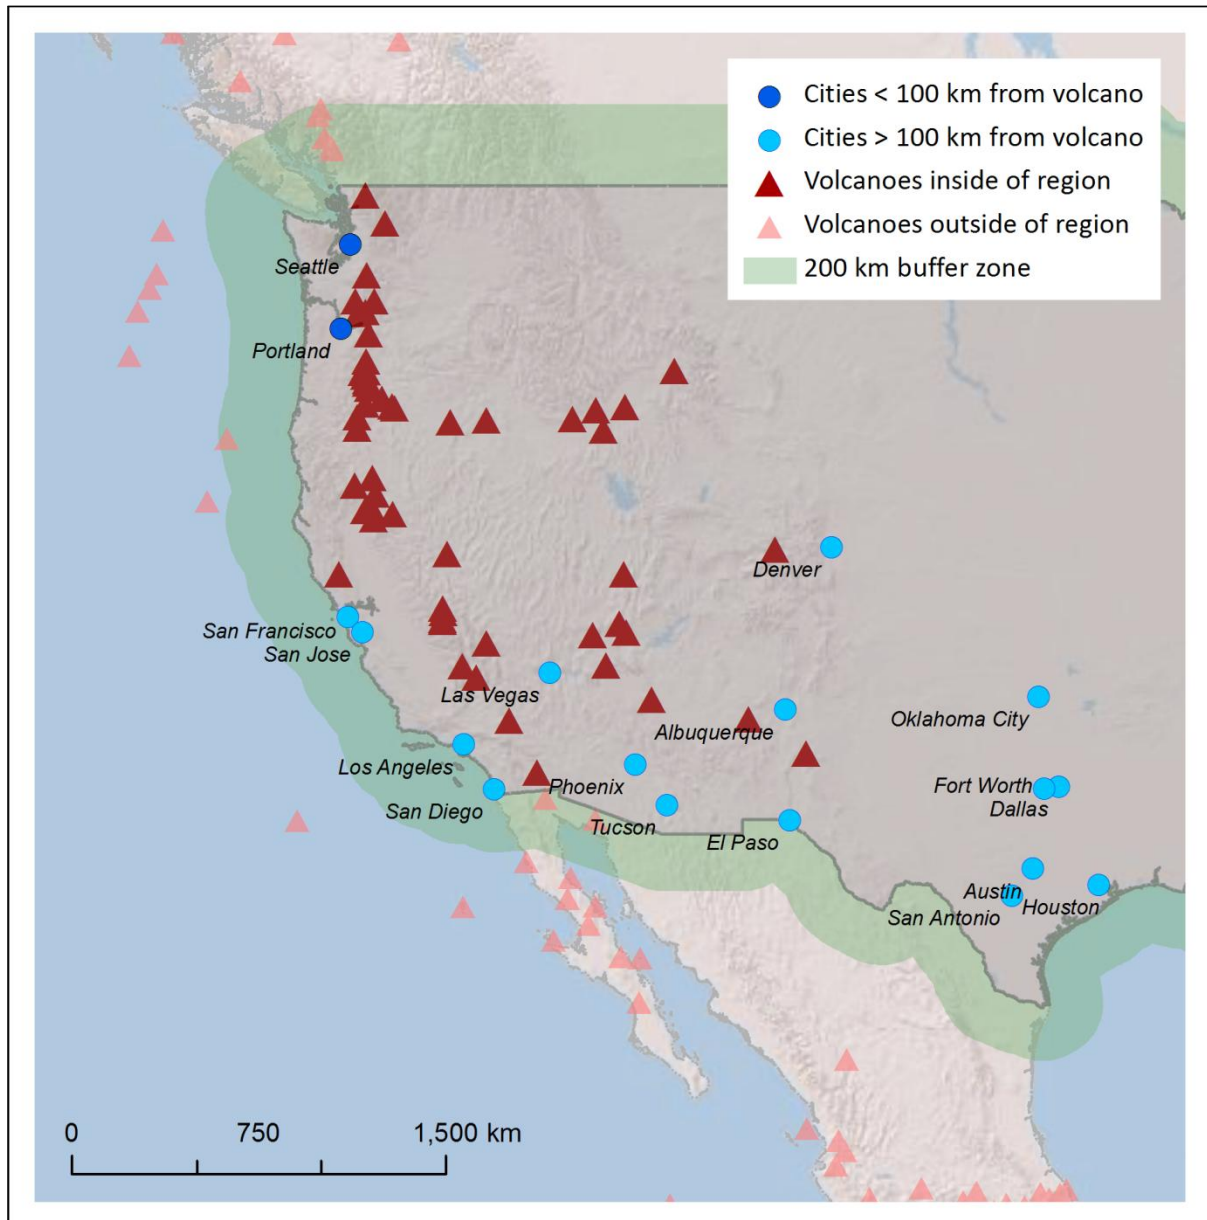 Cities < 100 km from volcano
Cities > 100 km from volcano
Volcanoes inside of region
Volcanoes outside of region
200 km buffer zone
Seattle
Portland
Denver
San Francisco
San Jose
Las Vegas
Oklahoma City
Albuquerque
Los Angeles
Phoenix
Fort Worth
San Diego
Dallas
Tucson
El Paso
Austin
San Antonio
Houston
0 750 1,500 km